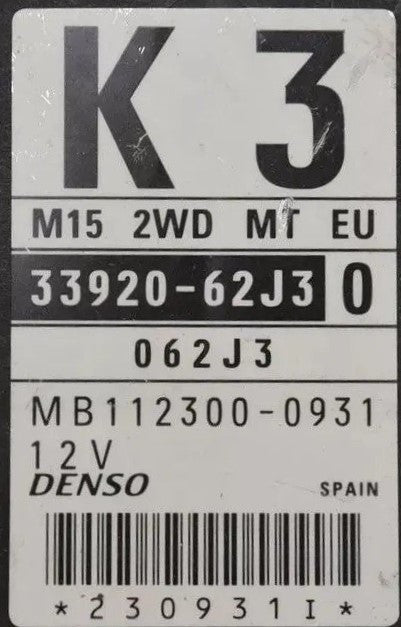 K 3
M15 2WD MT EU
33920-62J3 0
062J3
MB112300-0931
12V
DENSO SPAIN
*230931I*